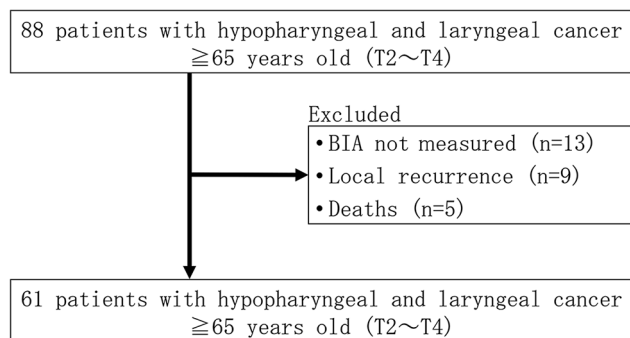 88 patients with hypopharyngeal and laryngeal cancer
≧65 years old (T2～T4)
Excluded
・BIA not measured (n=13)
・Local recurrence (n=9)
・Deaths (n=5)
61 patients with hypopharyngeal and laryngeal cancer
≧65 years old (T2～T4)